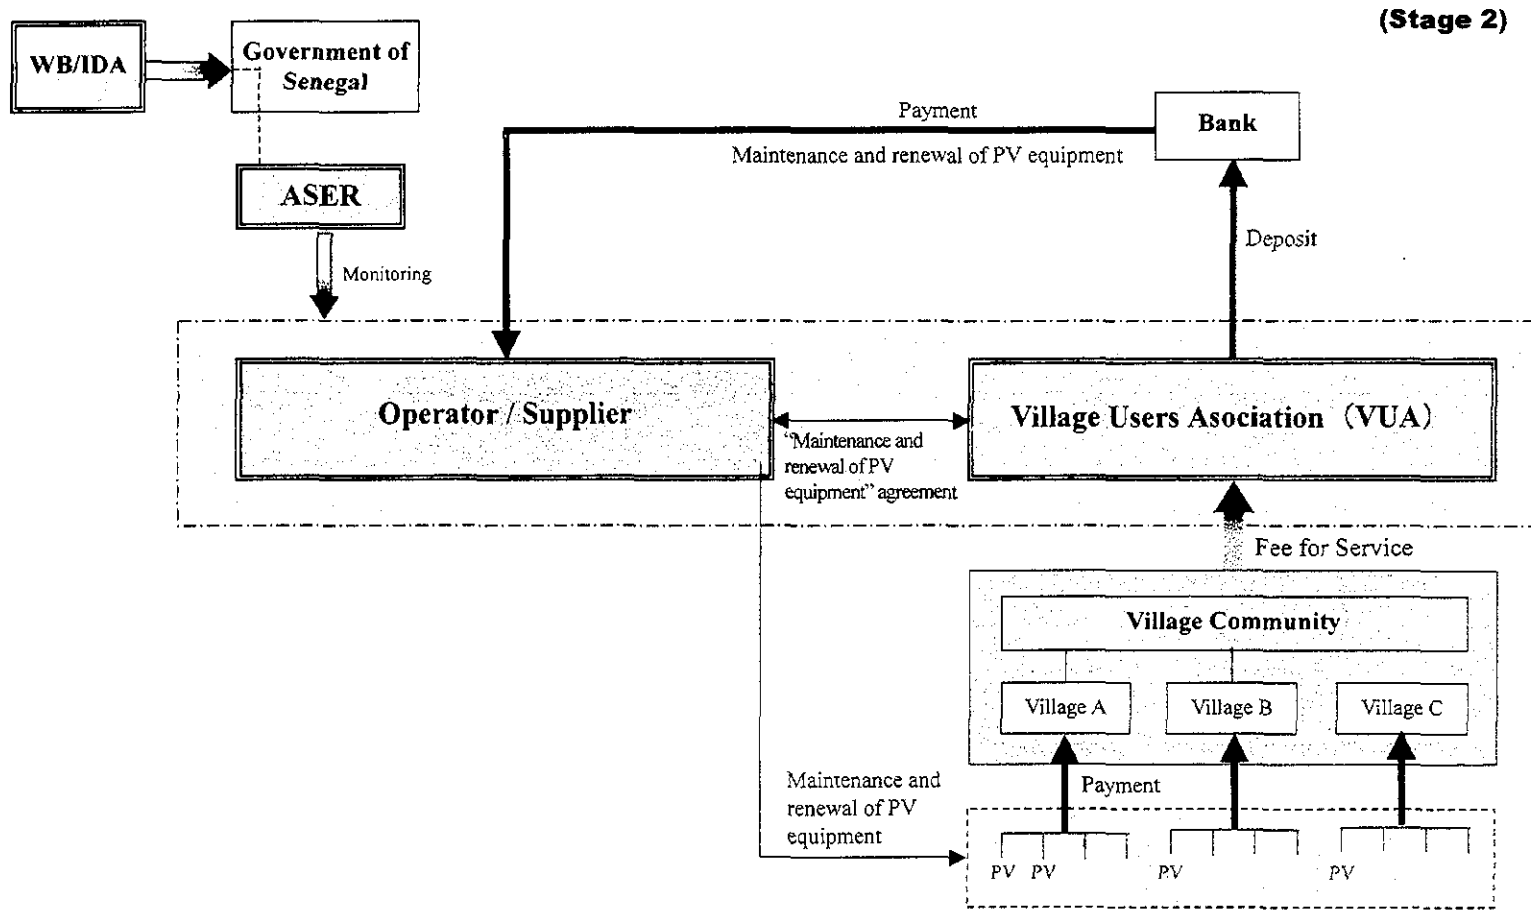 (Stage 2)
WB/IDA
Government of
Senegal
Payment
Bank
Maintenance and renewal of PV equipment
ASER
Deposit
Monitoring
Operator / Supplier
Village Users Asociation (VUA)
“Maintenance and
renewal of PV
equipment” agreement
Fee for Service
Village Community
Village A
Village B
Village C
Maintenance and
renewal of PV
equipment
Payment
PV PV PV PV